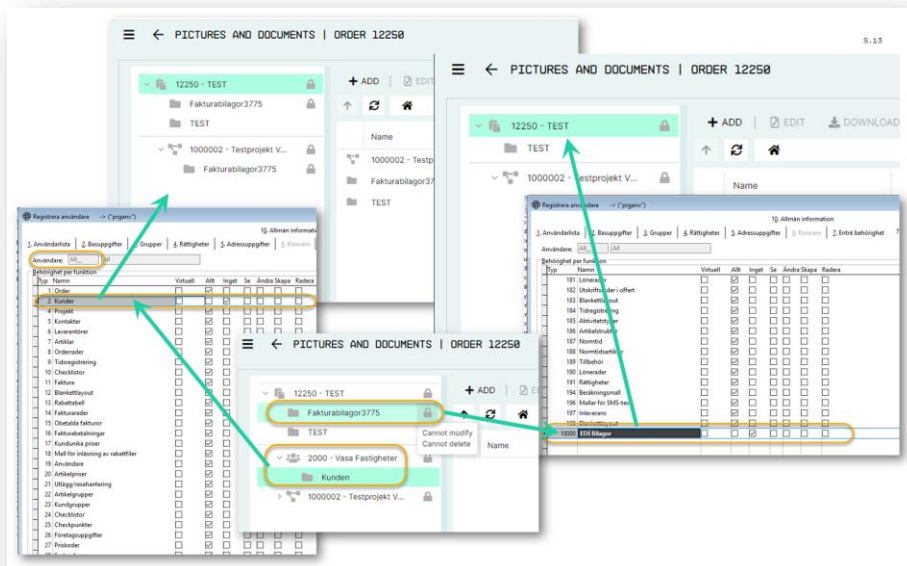 S.13
☰ ← PICTURES AND DOCUMENTS | ORDER 12250
12250 - TEST
Fakturabilagor3775
TEST
1000002 - Testprojekt V...
Fakturabilagor3775
+ ADD | EDIT
Name
1000002 - Testp
Fakturabilagor37
TEST
☰ ← PICTURES AND DOCUMENTS | ORDER 12250
12250 - TEST
TEST
1000002 - Testprojekt V...
+ ADD | EDIT DOWNLOAD
Name
Registrera användare -> ("prganv")
10. Allmän information
1. Användarlista 2. Basuppgifter 3. Grupper 4. Rättigheter 5. Adressuppgifter 6. Koncern
Användare: All_ All
Behörighet per funktion
Typ Namn Virtuell Allt Inget Se Ändra Skapa Radera
1 Order
2 Kunder
4 Projekt
5 Kontakter
6 Leverantörer
7 Artiklar
8 Orderrader
9 Tidsregistrering
10 Checklistor
11 Faktura
12 Blankettlayout
13 Rabattabell
14 Fakturarader
15 Obetalda fakturor
16 Fakturabetalningar
17 Kundunika priser
18 Mall för inläsning av rabattfiler
19 Användare
20 Artikelpriser
21 Utlägg/resehantering
22 Artikelgrupper
23 Kundgrupper
24 Checklistor
25 Checkpunkter
26 Företagsuppgifter
27 Priskoder
☰ ← PICTURES AND DOCUMENTS | ORDER 12250
12250 - TEST
Fakturabilagor3775
TEST
2000 - Vasa Fastigheter
Kunden
1000002 - Testprojekt V...
+ ADD
Cannot modify
Cannot delete
Name
Registrera användare -> ("prganv")
10. Allmän information
1. Användarlista 2. Basuppgifter 3. Grupper 4. Rättigheter 5. Adressuppgifter 6. Koncern 7. Entré behörighet
Användare: All_ All
Behörighet per funktion
Typ Namn Virtuell Allt Inget Se Ändra Skapa Radera
181 Lönerader
182 Utskriftsrader i offert
183 Blankettlayout
184 Tidregistrering
185 Aktivitetstyper
186 Artikelstruktur
187 Normtid
188 Normtidsartiklar
189 Tillbehör
190 Lönerader
191 Rättigheter
194 Beräkningsmall
196 Mallar för SMS-text
197 Inleverans
198 Blankettlayout
10000 EDI Bilagor